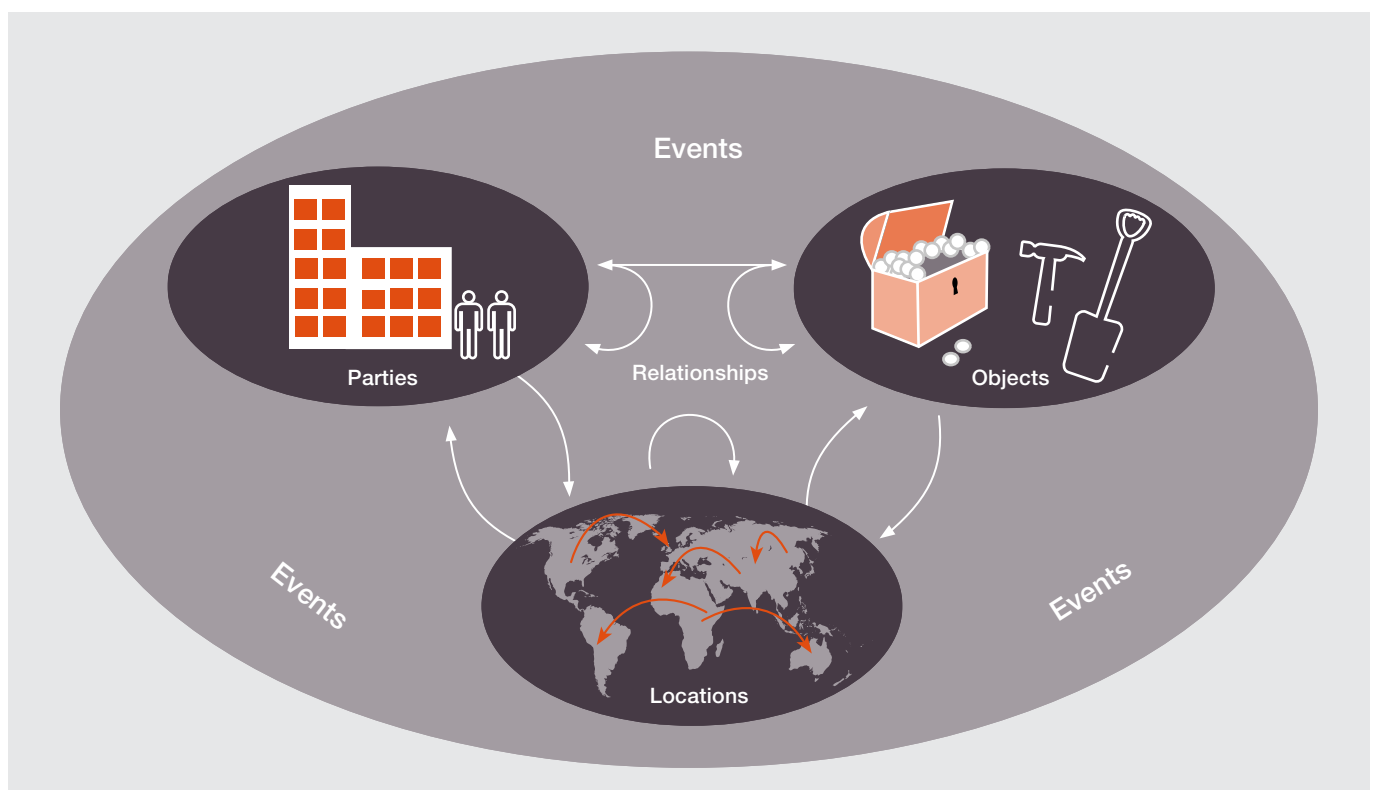 Events
Parties
Relationships
Objects
Events
Events
Locations